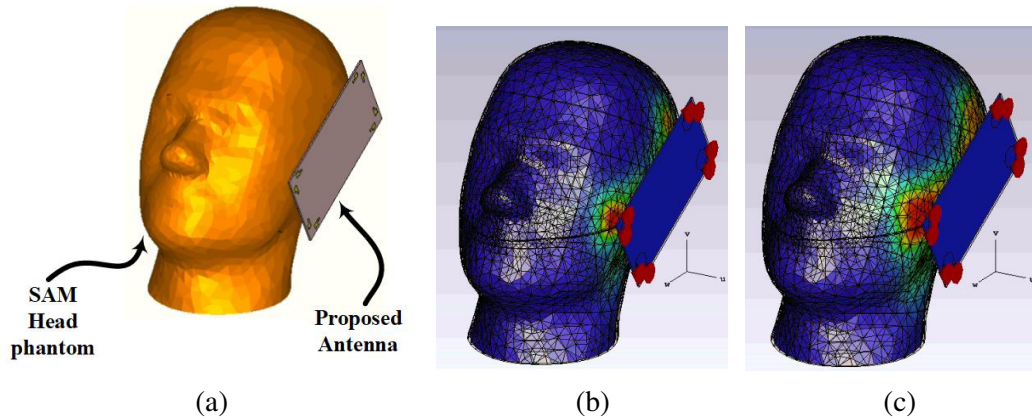 SAM
Head
phantom
Proposed
Antenna
v
w
u
v
w
u
(a)
(b)
(c)